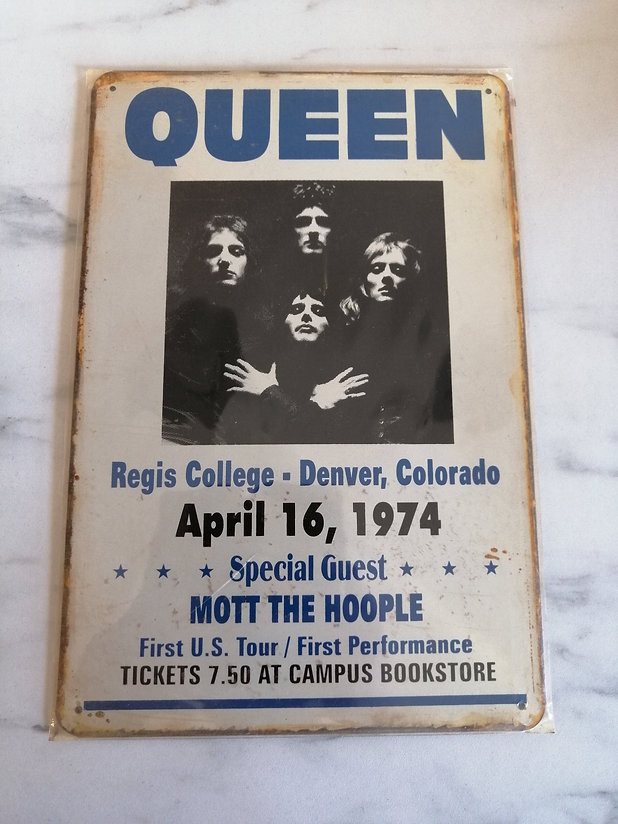 QUEEN
Regis College - Denver, Colorado
April 16, 1974
★ ★ ★ Special Guest ★ ★ ★
MOTT THE HOOPLE
First U.S. Tour / First Performance
TICKETS 7.50 AT CAMPUS BOOKSTORE